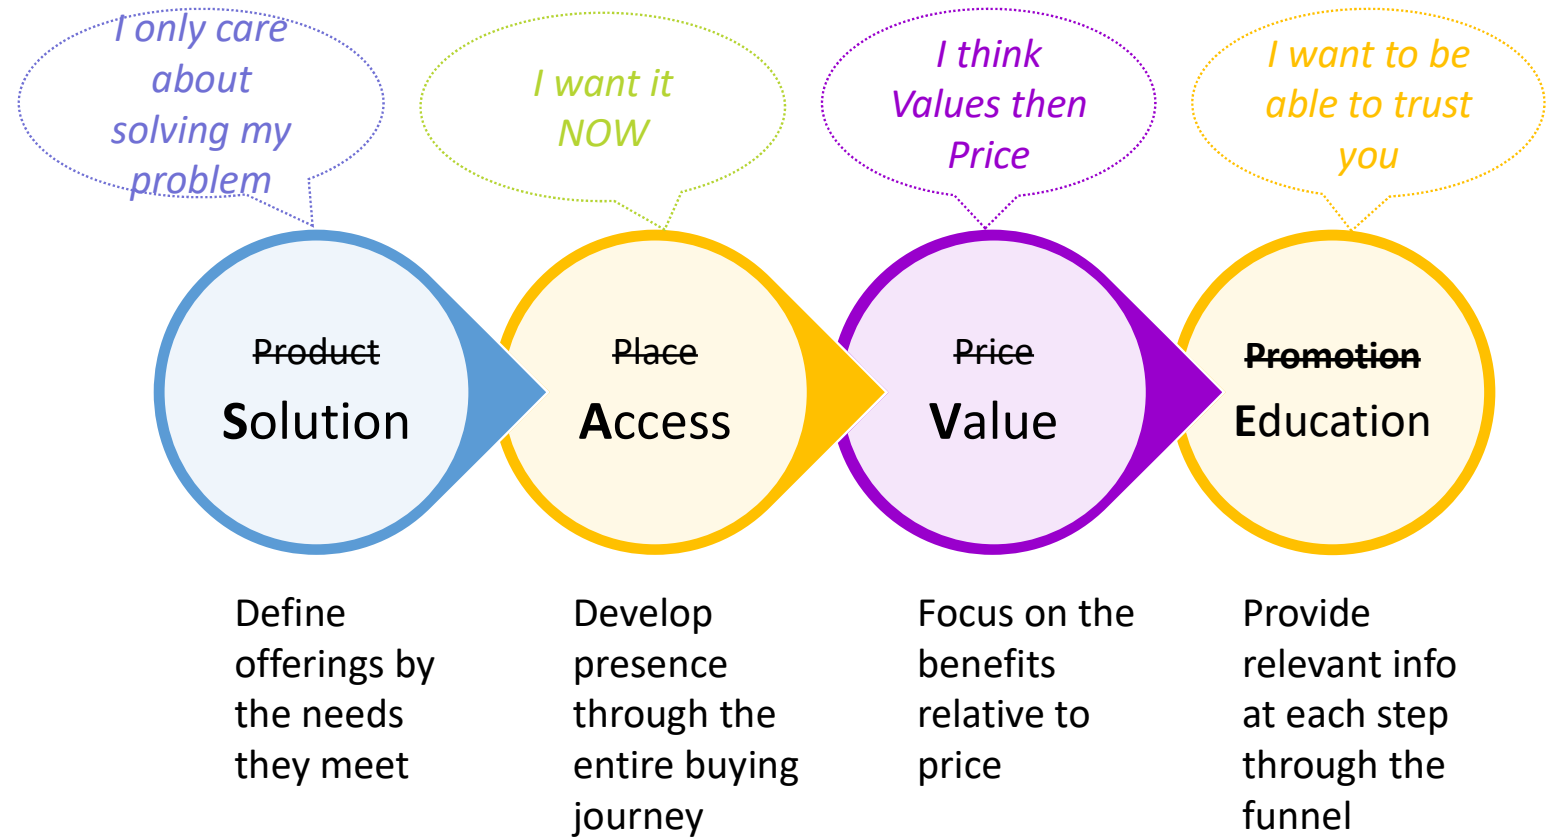 I only care
about
solving my
problem
I want it
NOW
I think
Values then
Price
I want to be
able to trust
you
Product
Solution
Place
Access
Price
Value
Promotion
Education
Define
offerings by
the needs
they meet
Develop
presence
through the
entire buying
journey
Focus on the
benefits
relative to
price
Provide
relevant info
at each step
through the
funnel